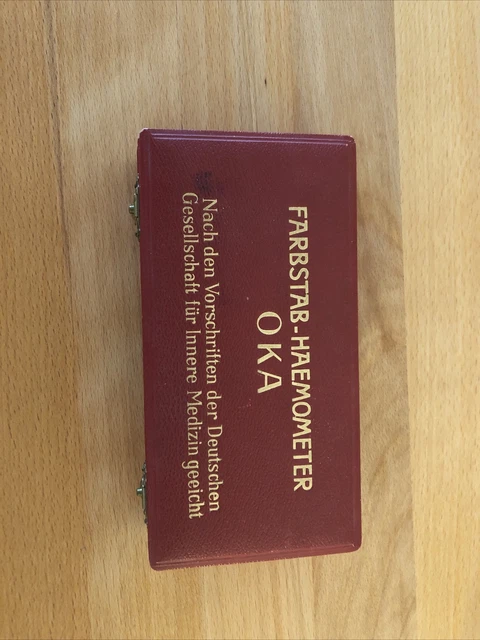 FARBSTAB-HAEMOMETER
OKA
Nach den Vorschriften der Deutschen
Gesellschaft für Innere Medizin geeicht